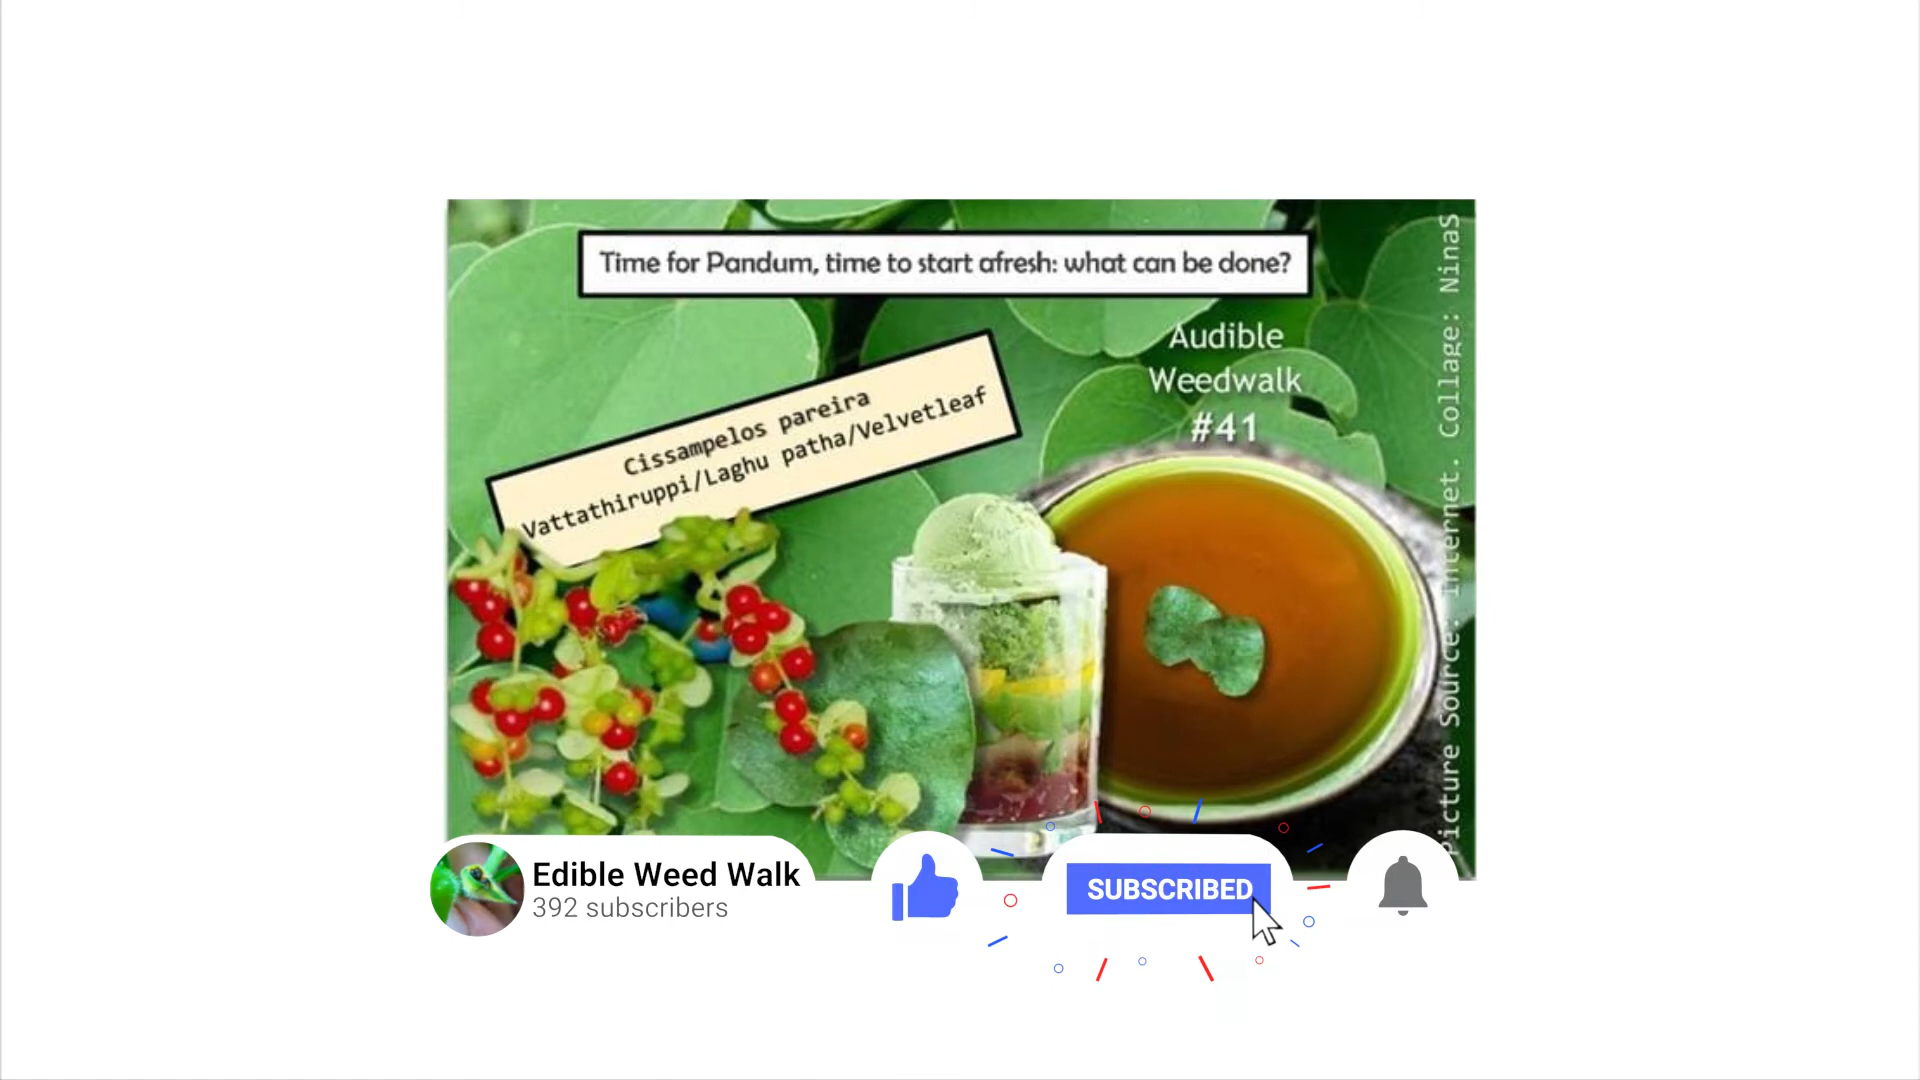 Time for Pandum, time to start afresh: what can be done?
Audible
Weedwalk
#41
Cissampelos pareira
Vattathiruppi/Laghu patha/Velvetleaf
Picture Source: Internet. Collage: NinaS
Edible Weed Walk
392 subscribers
SUBSCRIBED